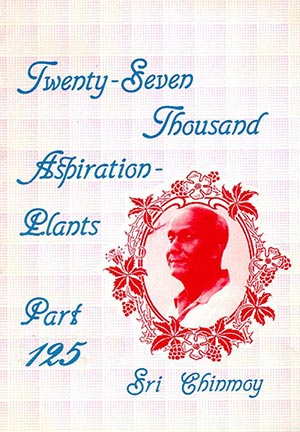 Twenty-Seven
Thousand
Aspiration-
Plants
Part
125
Sri Chinmoy